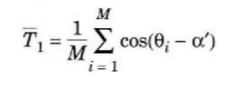 T̅₁ = 1/M ∑_{i = 1}^{M} cos(θᵢ − α′)